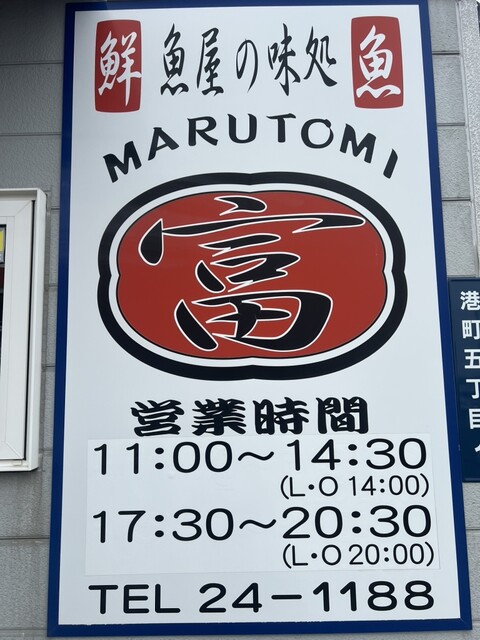 鮮 魚屋の味処 魚
MARUTOMI
富
営業時間
11:00～14:30
(L・O 14:00)
17:30～20:30
(L・O 20:00)
TEL 24-1188
港町五丁目